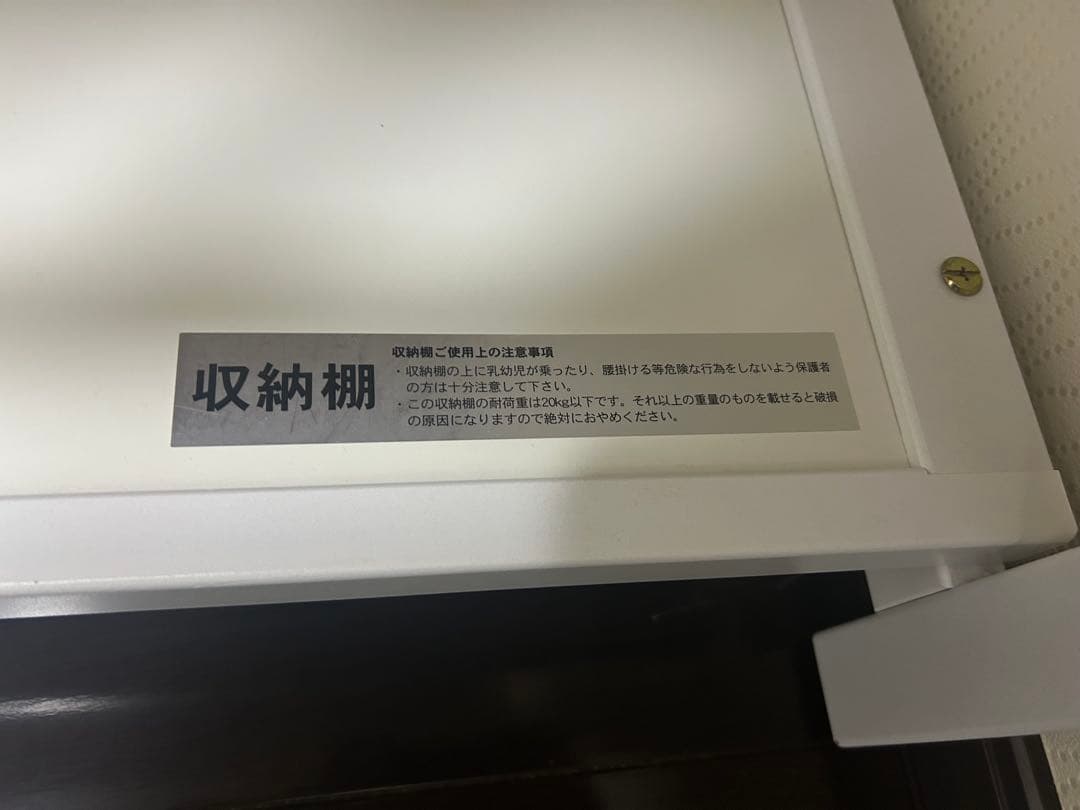 収納棚
収納棚ご使用上の注意事項
・収納棚の上に乳幼児が乗ったり、腰掛ける等危険な行為をしないよう保護者
の方は十分注意して下さい。
・この収納棚の耐荷重は20kg以下です。それ以上の重量のものを載せると破損
の原因になりますので絶対におやめください。